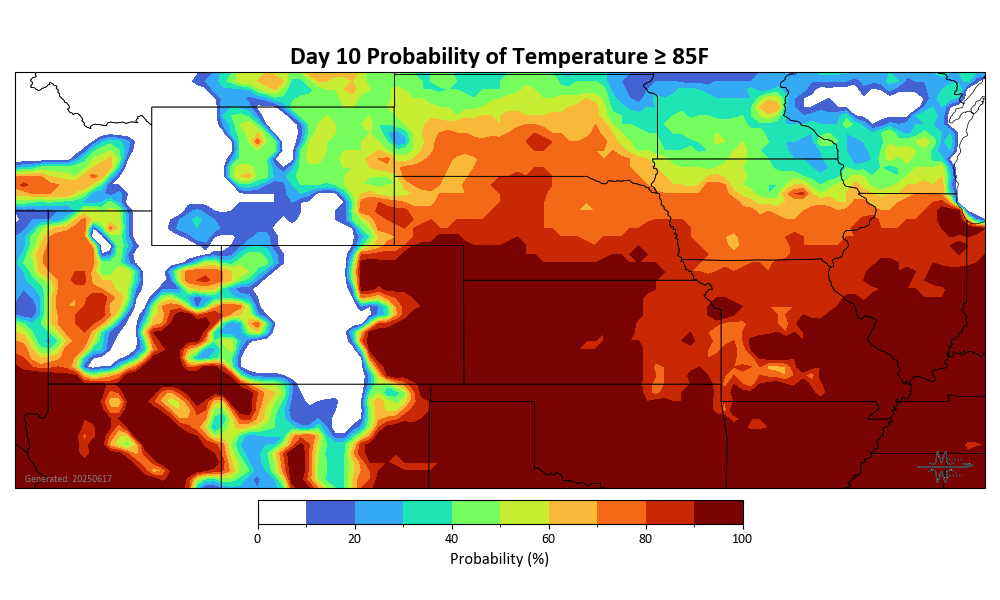 Day 10 Probability of Temperature ≥ 85F
Generated: 20250617
0 20 40 60 80 100
Probability (%)